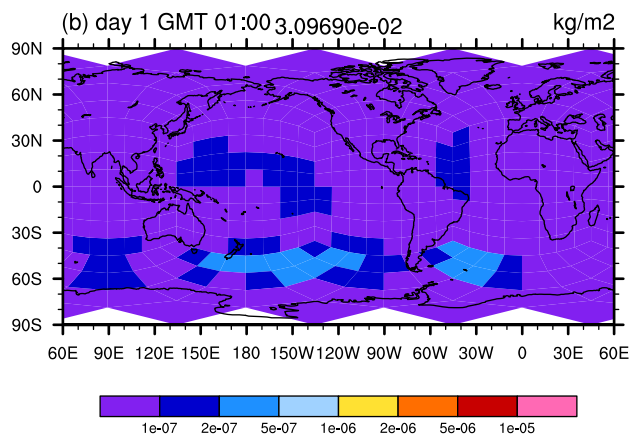 (b) day 1 GMT 01:00 3.09690e-02 kg/m2
90N
60N
30N
0
30S
60S
90S
60E 90E 120E 150E 180 150W 120W 90W 60W 30W 0 30E 60E
1e-07 2e-07 5e-07 1e-06 2e-06 5e-06 1e-05